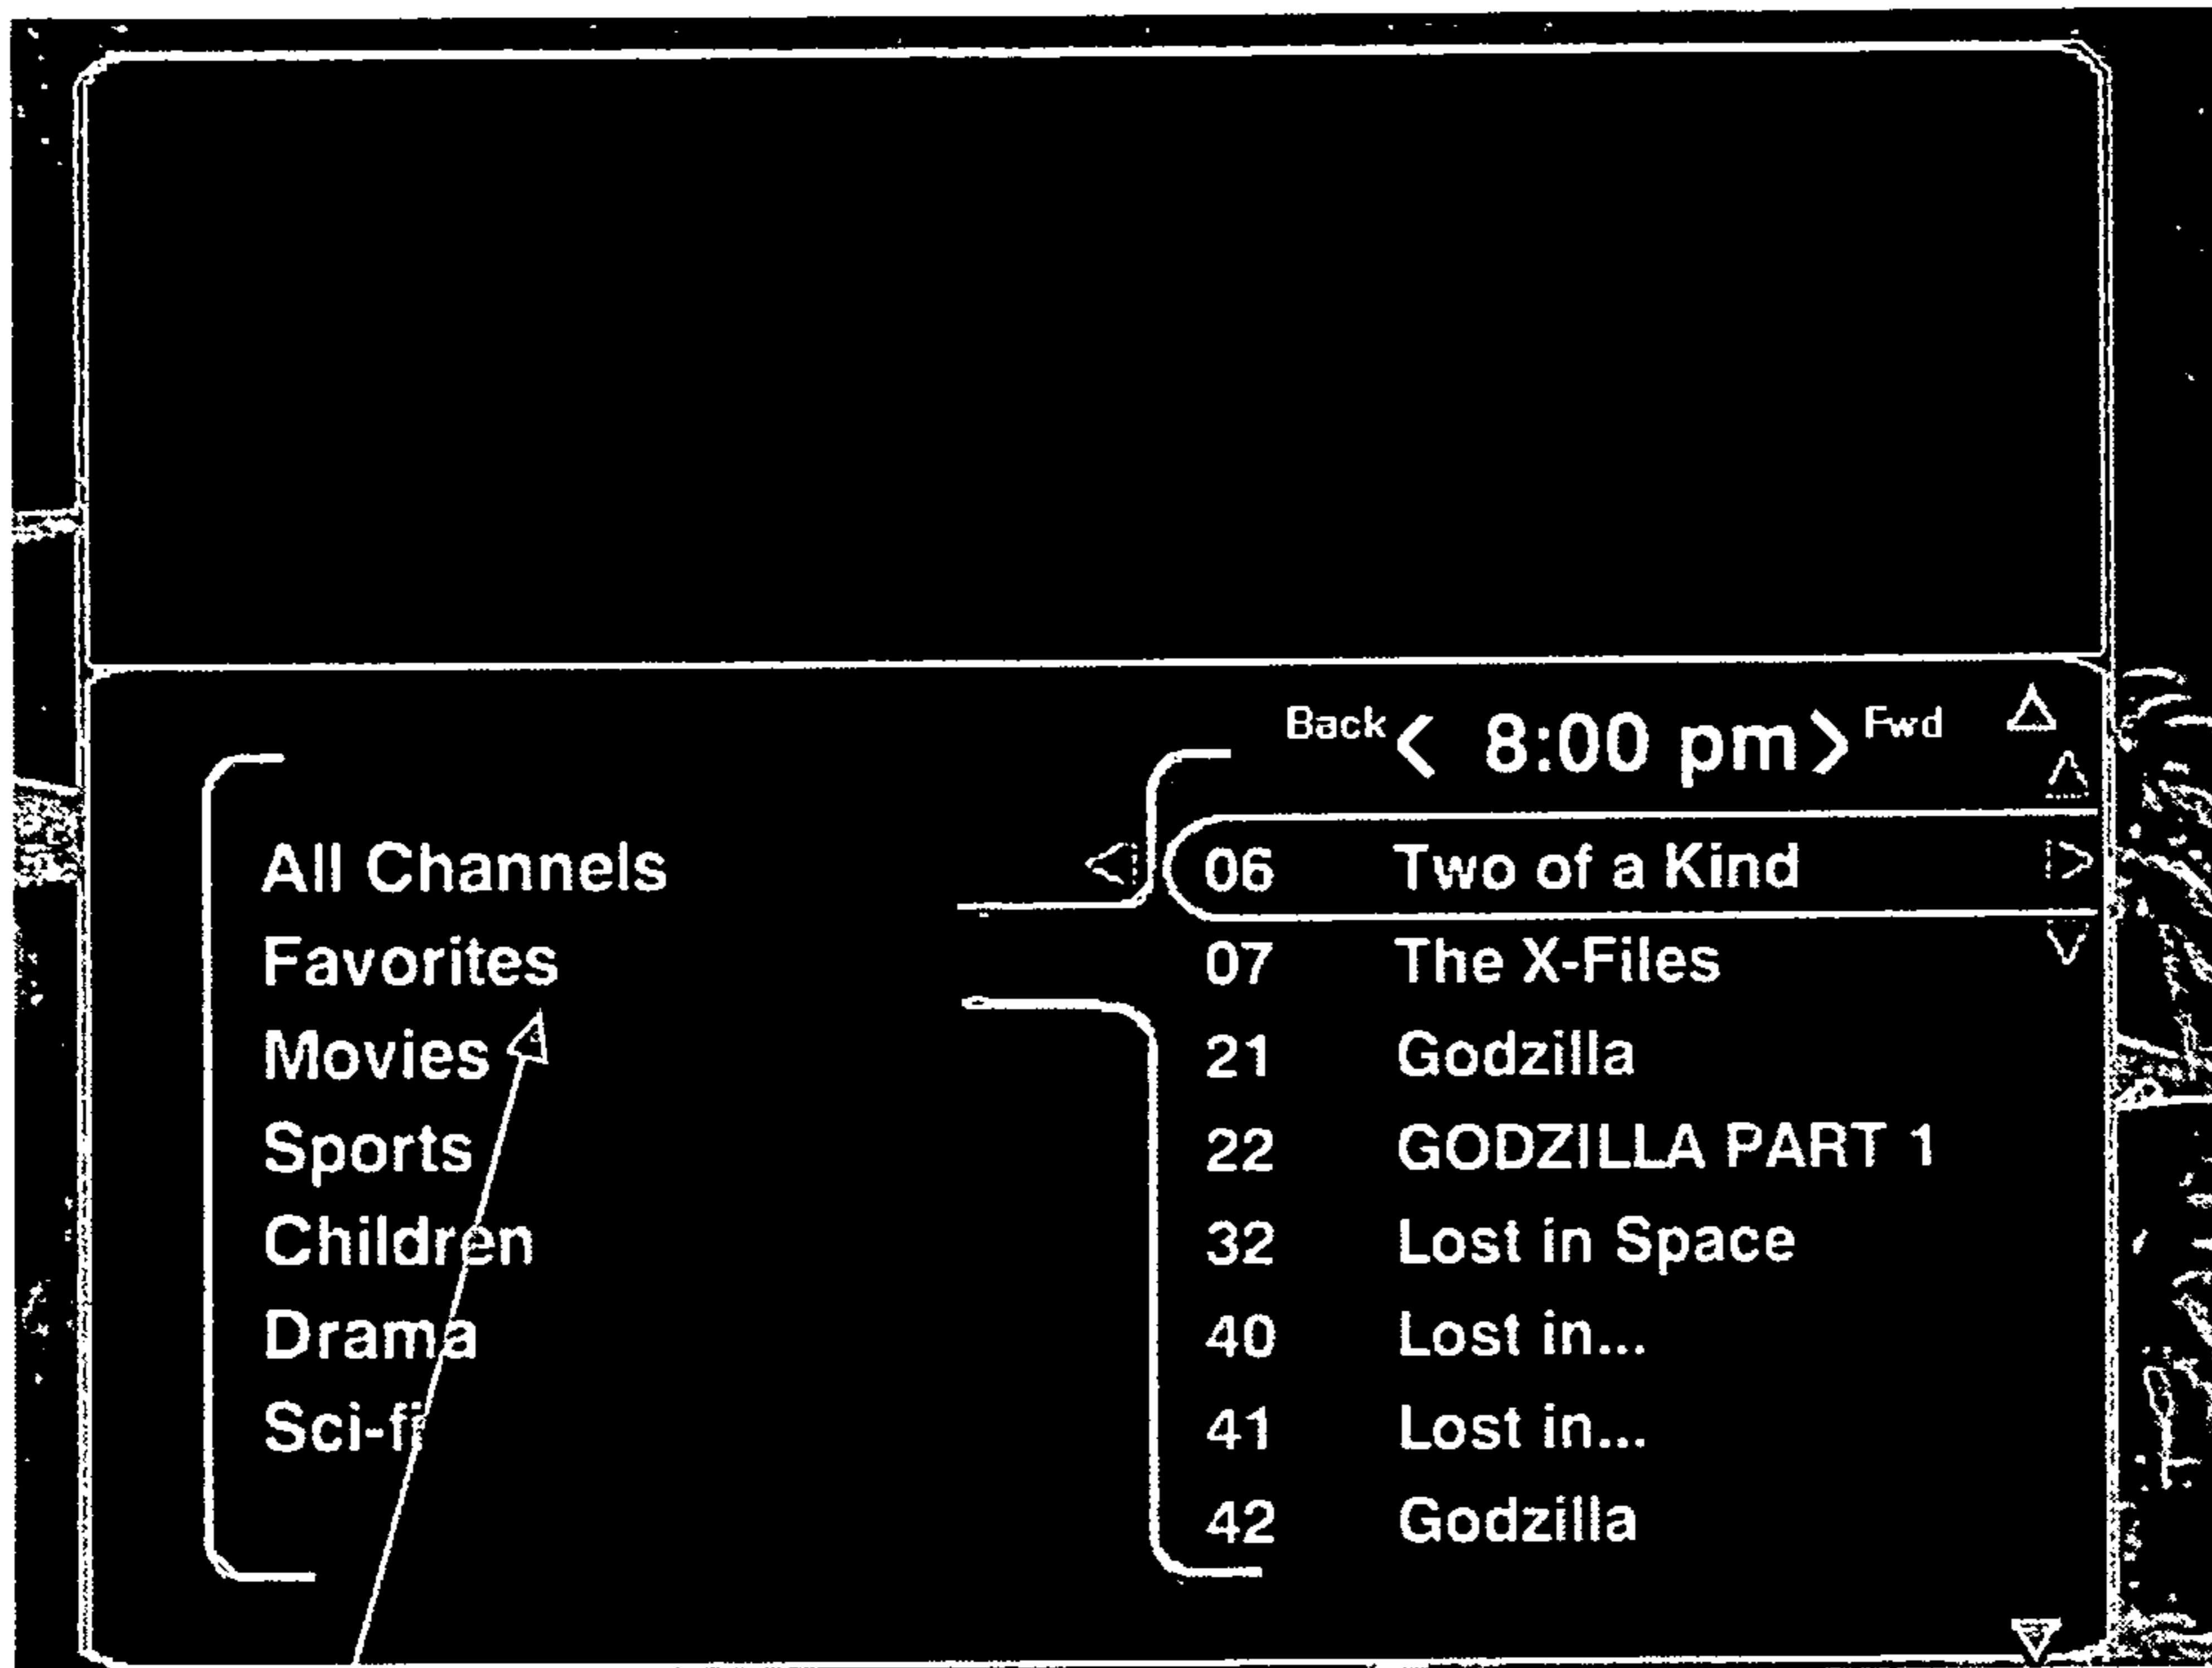 Back < 8:00 pm > Fwd
All Channels
Favorites
Movies
Sports
Children
Drama
Sci-fi
06 Two of a Kind
07 The X-Files
21 Godzilla
22 GODZILLA PART 1
32 Lost in Space
40 Lost in...
41 Lost in...
42 Godzilla